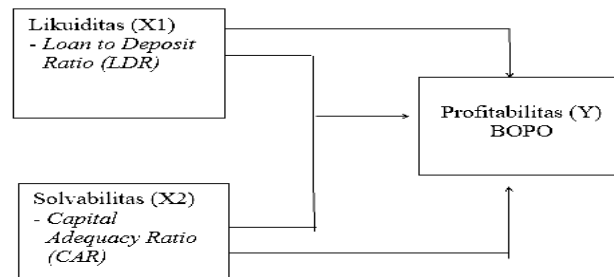 Likuiditas (X1)
- Loan to Deposit
Ratio (LDR)
Profitabilitas (Y)
BOPO
Solvabilitas (X2)
- Capital
Adequacy Ratio
(CAR)